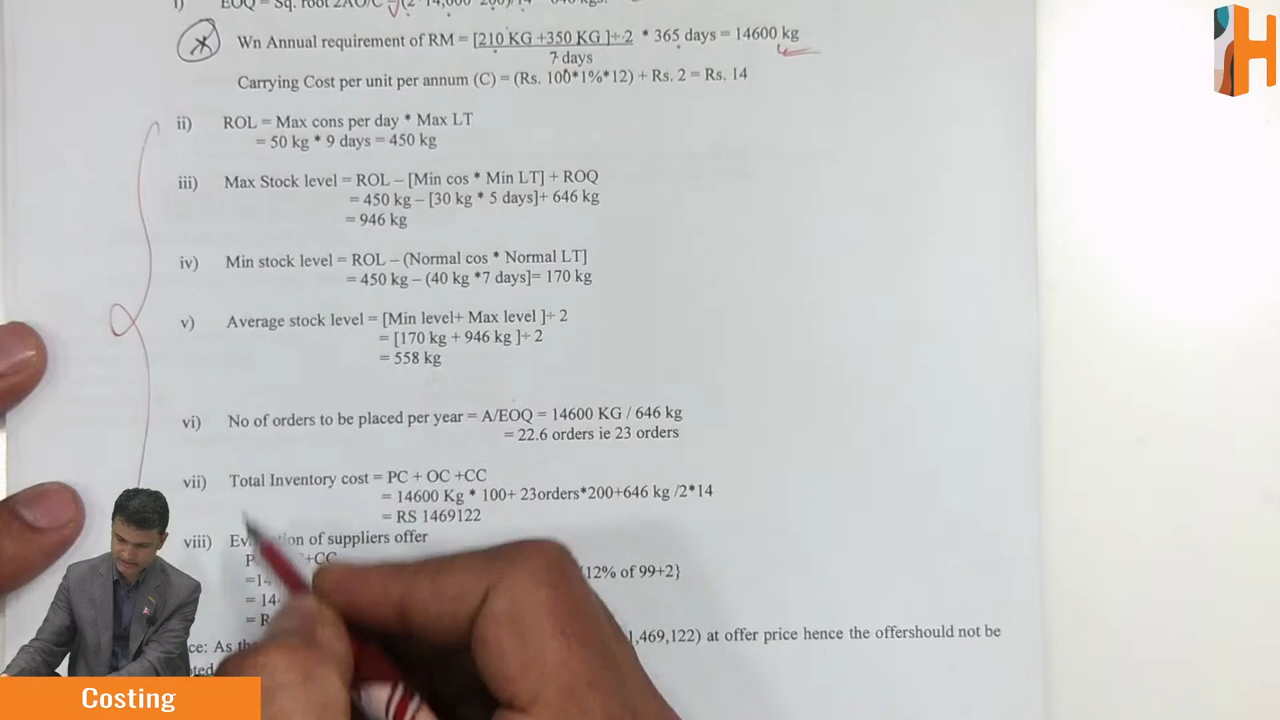 i) EOQ = Sq. root 2AO/C =
Wn Annual requirement of RM = [210 KG +350 KG ]÷ 2 * 365 days = 14600 kg
7 days
Carrying Cost per unit per annum (C) = (Rs. 100*1%*12) + Rs. 2 = Rs. 14
ii) ROL = Max cons per day * Max LT
= 50 kg * 9 days = 450 kg
iii) Max Stock level = ROL – [Min cos * Min LT] + ROQ
= 450 kg – [30 kg * 5 days]+ 646 kg
= 946 kg
iv) Min stock level = ROL – (Normal cos * Normal LT]
= 450 kg – (40 kg *7 days]= 170 kg
v) Average stock level = [Min level+ Max level ]÷ 2
= [170 kg + 946 kg ]÷ 2
= 558 kg
vi) No of orders to be placed per year = A/EOQ = 14600 KG / 646 kg
= 22.6 orders ie 23 orders
vii) Total Inventory cost = PC + OC +CC
= 14600 Kg * 100+ 23orders*200+646 kg /2*14
= RS 1469122
viii) of suppliers offer
+CC
(12% of 99+2}
1,469,122) at offer price hence the offershould not be
Costing
H